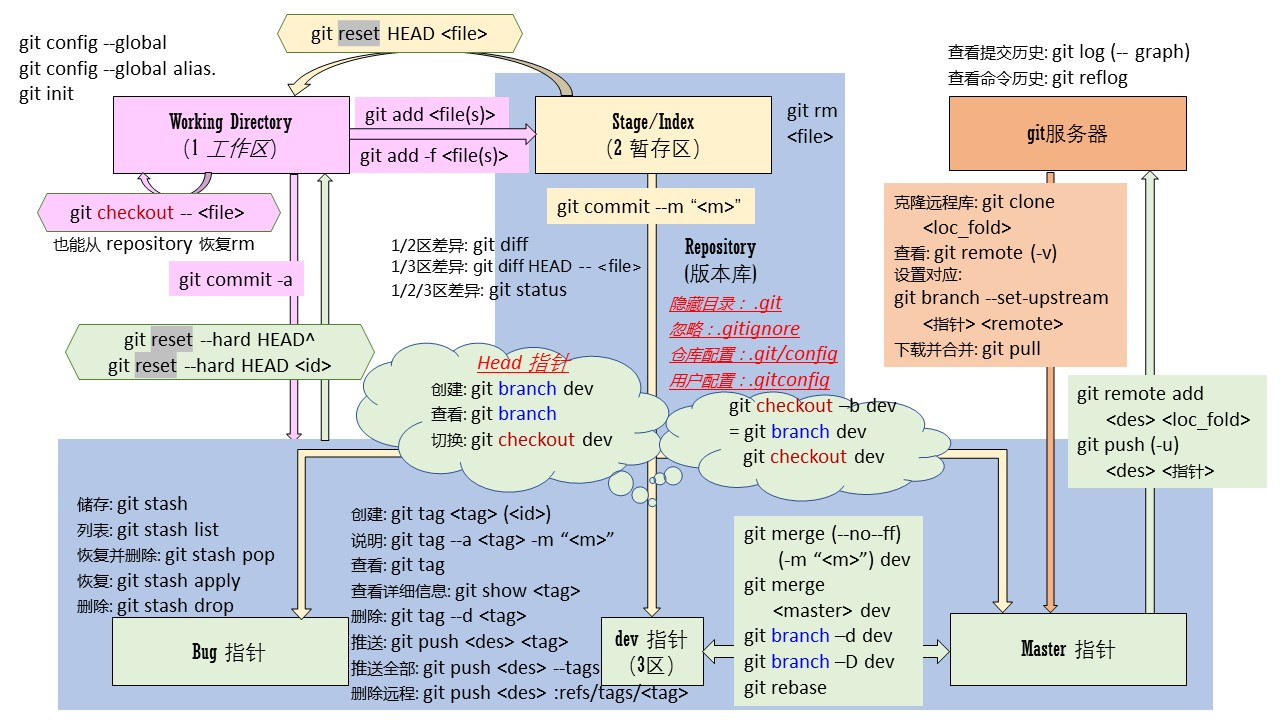 git reset HEAD <file>
git config --global
git config --global alias.
git init
查看提交历史: git log (-- graph)
查看命令历史: git reflog
Working Directory
(1 工作区)
git add <file(s)>
git add -f <file(s)>
Stage/Index
(2 暂存区)
git rm
<file>
git服务器
git checkout -- <file>
也能从 repository 恢复rm
git commit -a
git commit --m “<m>”
1/2区差异: git diff
1/3区差异: git diff HEAD -- <file>
1/2/3区差异: git status
Repository
(版本库)
隐藏目录：.git
忽略：.gitignore
仓库配置：.git/config
用户配置：.gitconfig
克隆远程库: git clone
<loc_fold>
查看: git remote (-v)
设置对应:
git branch --set-upstream
<指针> <remote>
下载并合并: git pull
git reset --hard HEAD^
git reset --hard HEAD <id>
Head 指针
创建: git branch dev
查看: git branch
切换: git checkout dev
git checkout –b dev
= git branch dev
git checkout dev
git remote add
<des> <loc_fold>
git push (-u)
<des> <指针>
储存: git stash
列表: git stash list
恢复并删除: git stash pop
恢复: git stash apply
删除: git stash drop
创建: git tag <tag> (<id>)
说明: git tag --a <tag> -m “<m>”
查看: git tag
查看详细信息: git show <tag>
删除: git tag --d <tag>
推送: git push <des> <tag>
推送全部: git push <des> --tags
删除远程: git push <des> :refs/tags/<tag>
git merge (--no--ff)
(-m “<m>”) dev
git merge
<master> dev
git branch –d dev
git branch –D dev
git rebase
Bug 指针
dev 指针
(3区)
Master 指针